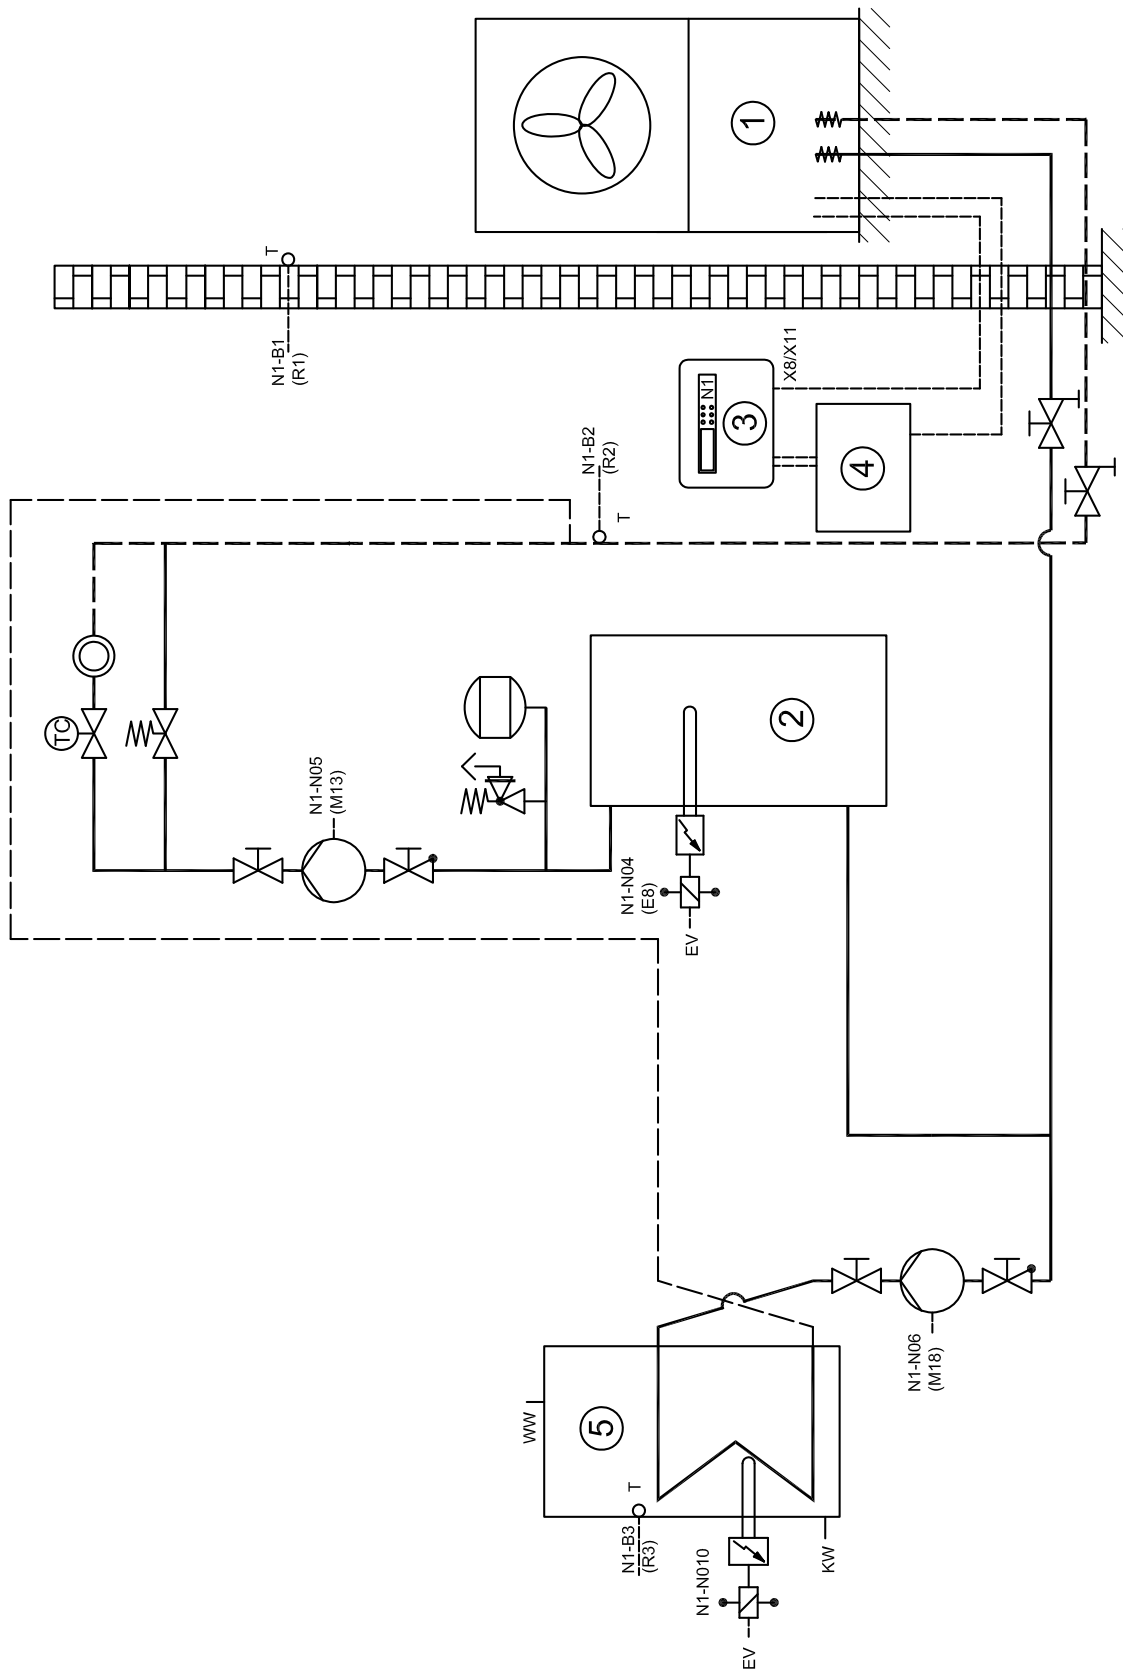 1
T
N1-B1
(R1)
X8/X11
N1
3
4
N1-B2
(R2)
T
TC
N1-N05
(M13)
2
N1-N04
(E8)
EV
WW
5
T
N1-B3
(R3)
N1-N010
EV
KW
N1-N06
(M18)